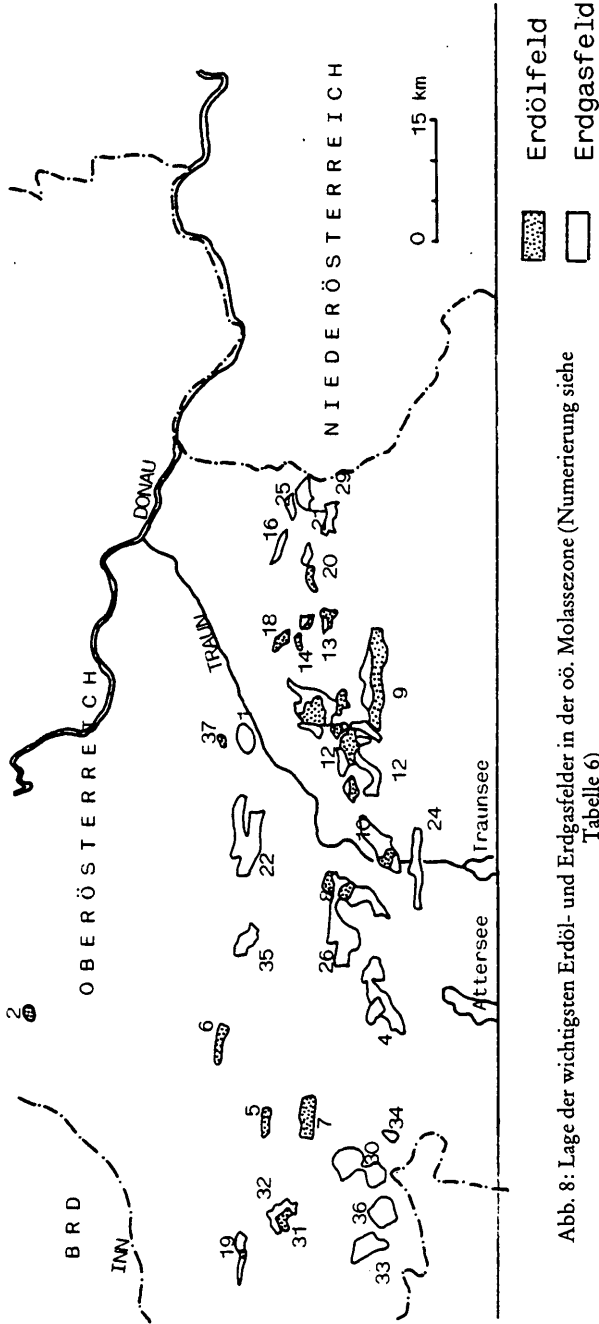 BRD
INN
OBERÖSTERREICH
DONAU
TRAUN
NIEDERÖSTERREICH
0 15 km
2
6
5
7
34
30
32
31
19
36
33
35
22
37
1
26
8
4
10
24
12
12
9
18
14
13
16
20
25
21
29
Attersee
Traunsee
Erdölfeld
Erdgasfeld
Abb. 8: Lage der wichtigsten Erdöl- und Erdgasfelder in der oö. Molassezone (Numerierung siehe
Tabelle 6)